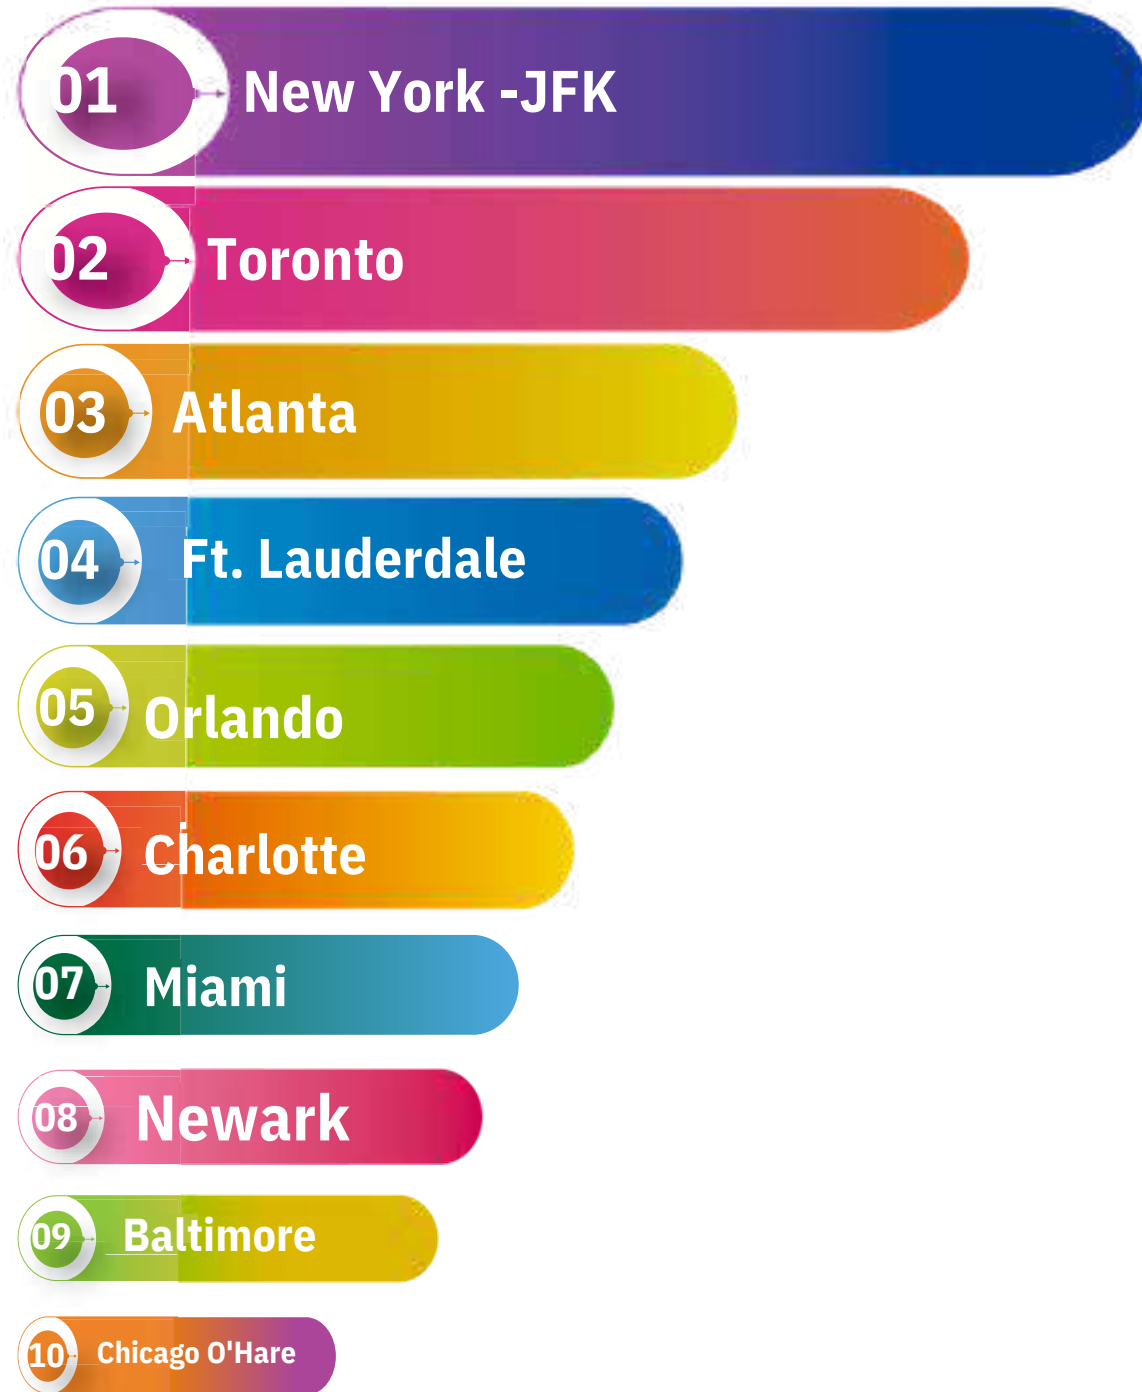 01 New York -JFK
02 Toronto
03 Atlanta
04 Ft. Lauderdale
05 Orlando
06 Charlotte
07 Miami
08 Newark
09 Baltimore
10 Chicago O'Hare